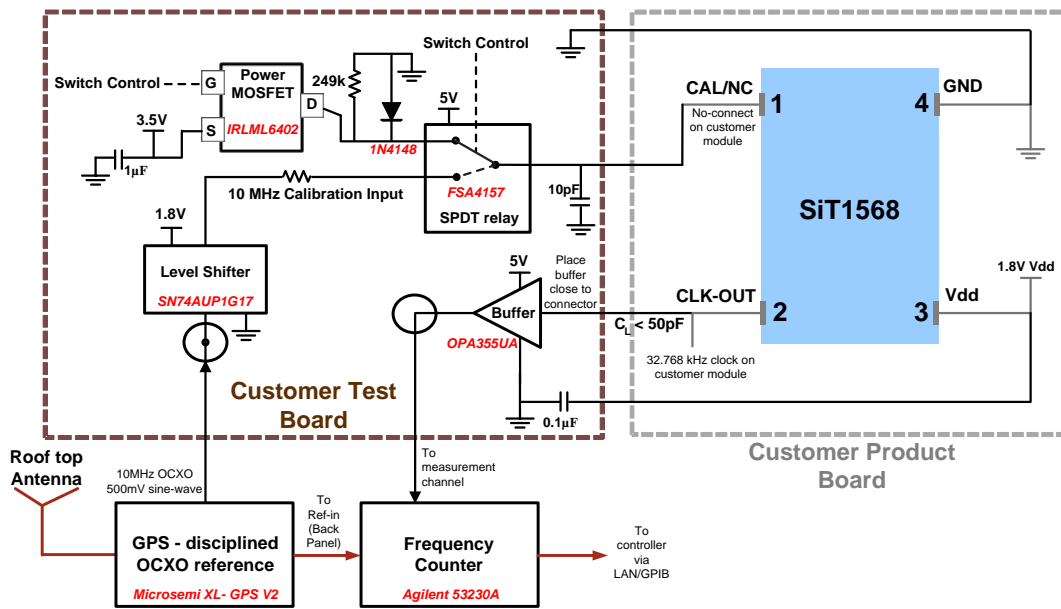 Switch Control
Power
MOSFET
Switch Control
G
D
S
IRLML6402
3.5V
1µF
249k
1N4148
5V
FSA4157
SPDT relay
10 MHz Calibration Input
10pF
CAL/NC
No-connect
on customer
module
1
4
GND
SiT1568
1.8V
Level Shifter
SN74AUP1G17
5V
Buffer
OPA355UA
Place
buffer
close to
connector
CLK-OUT
2
3
Vdd
1.8V Vdd
CL < 50pF
32.768 kHz clock on
customer module
0.1µF
Customer Test
Board
Customer Product
Board
Roof top
Antenna
10MHz OCXO
500mV sine-wave
To
measurement
channel
GPS - disciplined
OCXO reference
Microsemi XL- GPS V2
To
Ref-in
(Back
Panel)
Frequency
Counter
Agilent 53230A
To
controller
via
LAN/GPIB